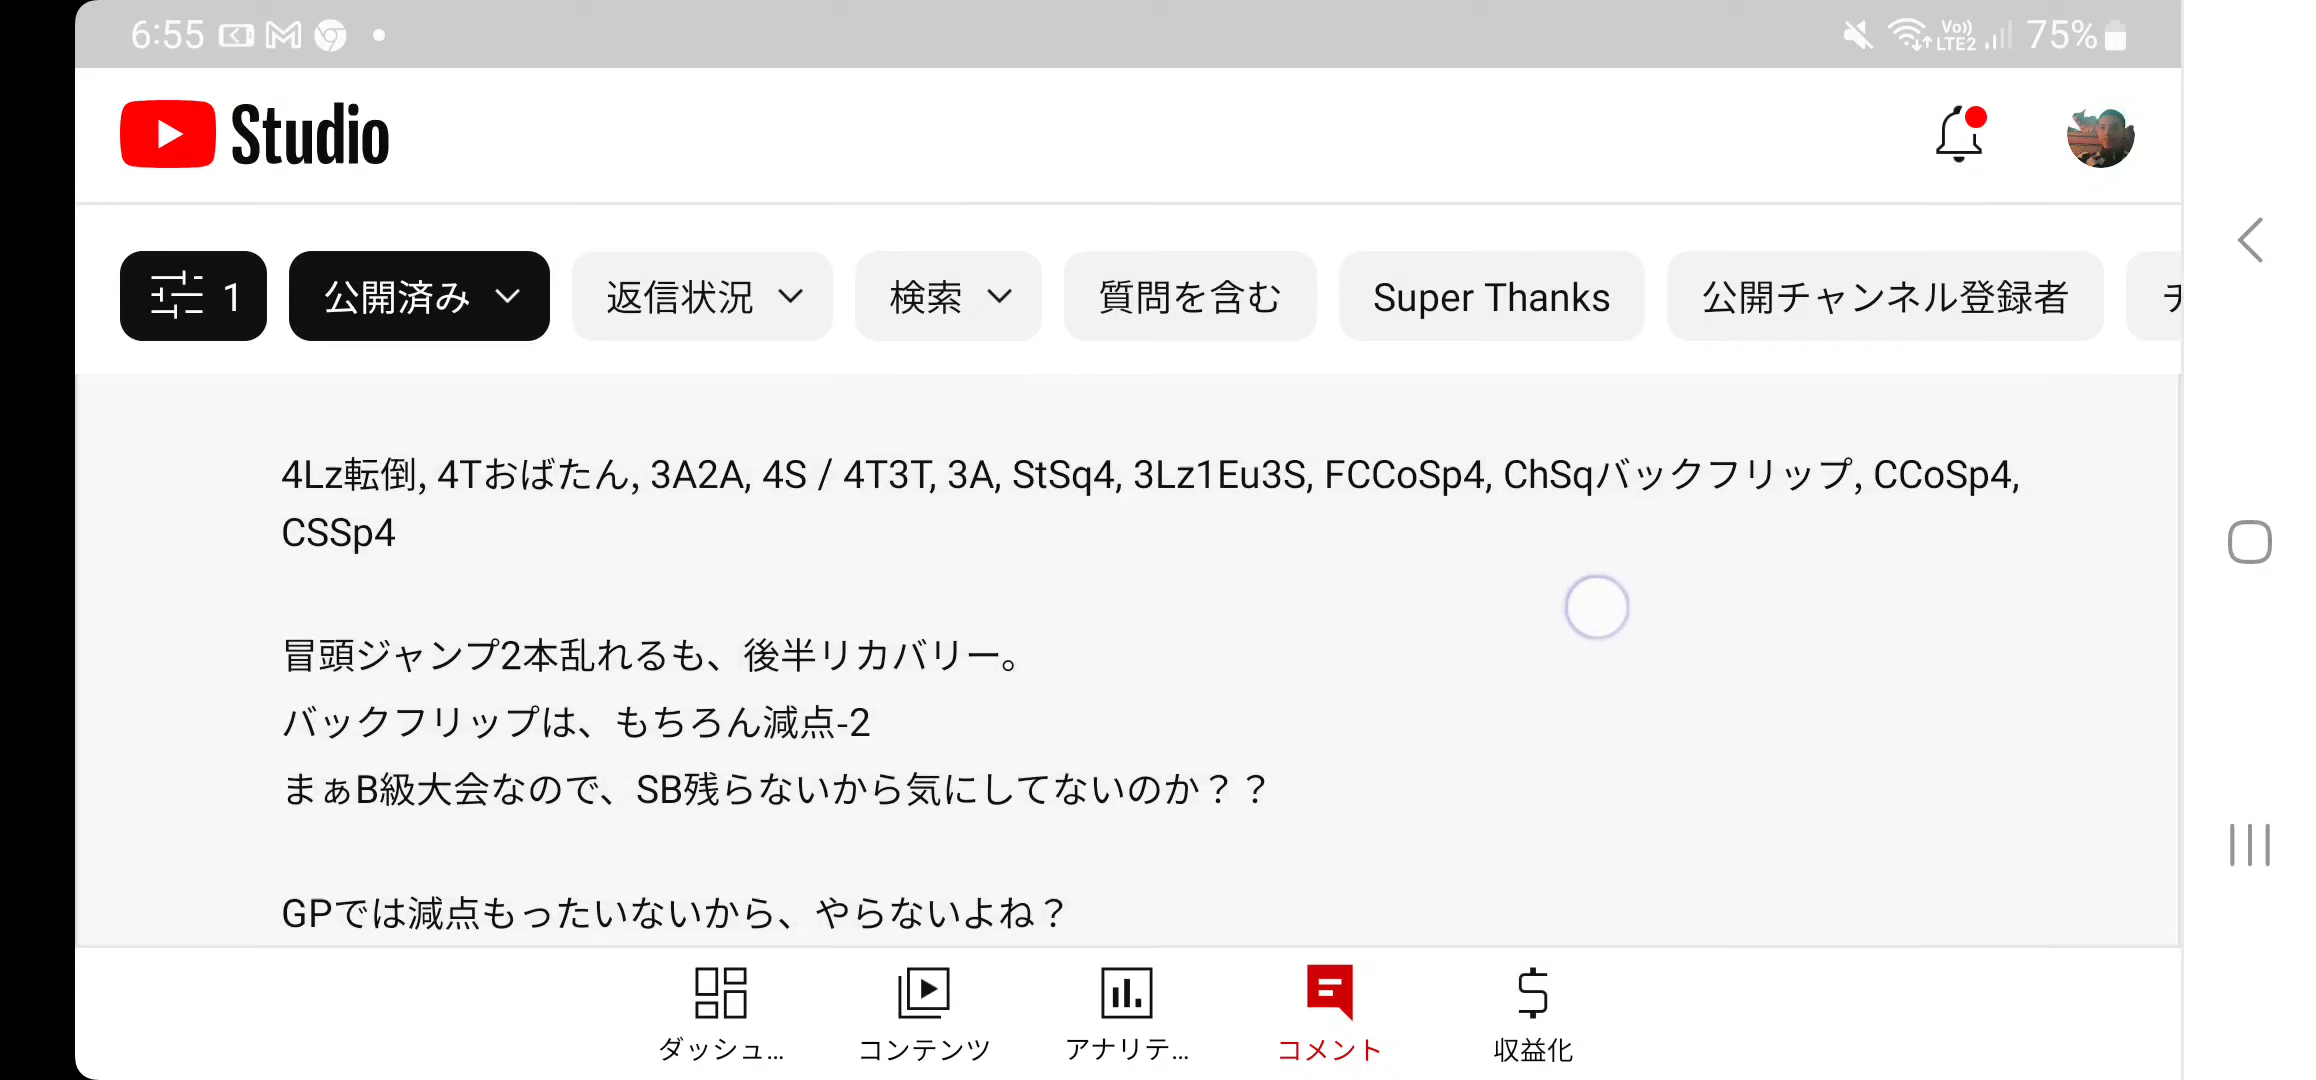 6:55
Vo))
LTE2
75%
Studio
1 公開済み 返信状況 検索 質問を含む Super Thanks 公開チャンネル登録者
4Lz転倒, 4Tおばたん, 3A2A, 4S / 4T3T, 3A, StSq4, 3Lz1Eu3S, FCCoSp4, ChSqバックフリップ, CCoSp4,
CSSp4
冒頭ジャンプ2本乱れるも、後半リカバリー。
バックフリップは、もちろん減点-2
まぁB級大会なので、SB残らないから気にしてないのか？？
GPでは減点もったいないから、やらないよね？
ダッシュ... コンテンツ アナリテ... コメント 収益化